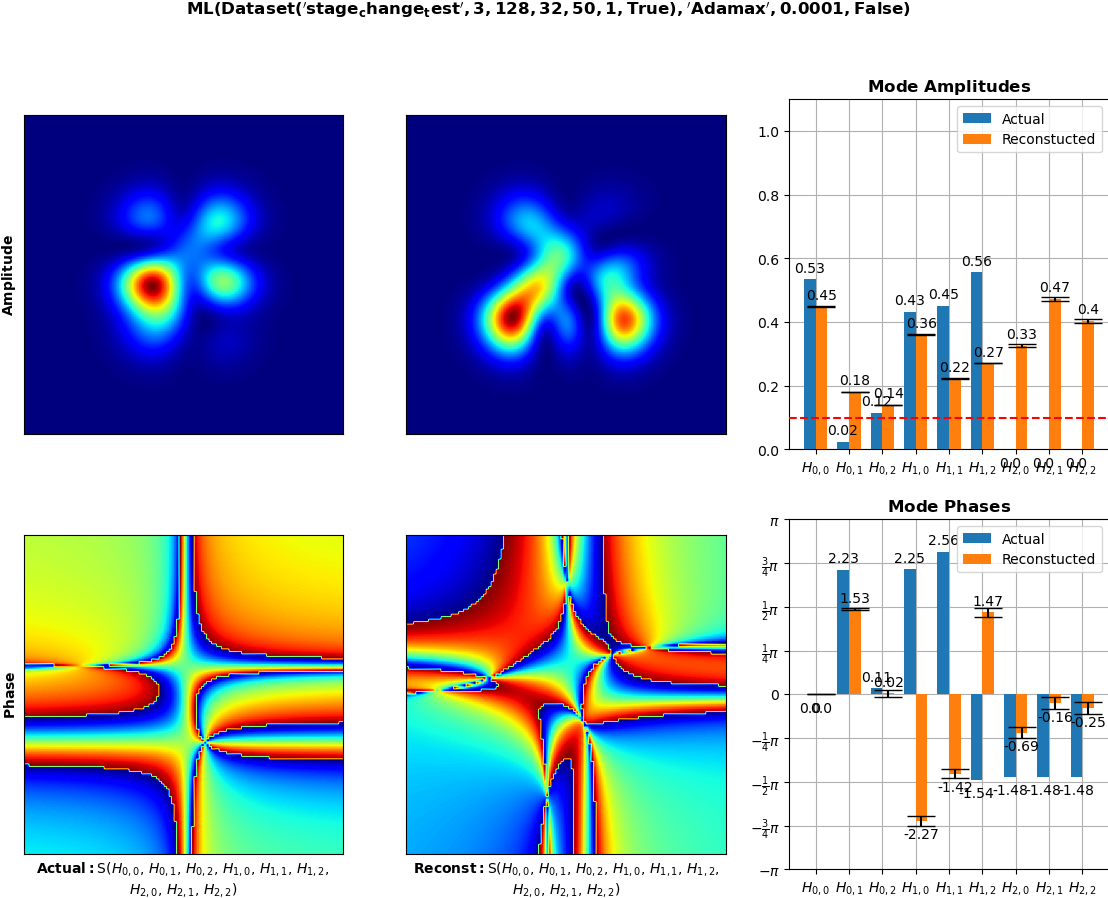 ML(Dataset('stage_change_test', 3, 128, 32, 50, 1, True), 'Adamax', 0.0001, False)
Amplitude
Mode Amplitudes
Actual
Reconstucted
1.0
0.8
0.6
0.4
0.2
0.0
0.53
0.45
0.02
0.18
0.12
0.14
0.43
0.36
0.45
0.22
0.56
0.27
0.0
0.33
0.0
0.47
0.0
0.4
H0,0 H0,1 H0,2 H1,0 H1,1 H1,2 H2,0 H2,1 H2,2
Phase
Mode Phases
Actual
Reconstucted
π
3/4π
1/2π
1/4π
0
−1/4π
−1/2π
−3/4π
−π
0.0
0.0
2.23
1.53
0.11
0.02
2.25
-2.27
2.56
-1.42
-1.54
1.47
-1.48
-0.69
-1.48
-0.16
-1.48
-0.25
H0,0 H0,1 H0,2 H1,0 H1,1 H1,2 H2,0 H2,1 H2,2
Actual: S(H0,0, H0,1, H0,2, H1,0, H1,1, H1,2,
H2,0, H2,1, H2,2)
Reconst: S(H0,0, H0,1, H0,2, H1,0, H1,1, H1,2,
H2,0, H2,1, H2,2)